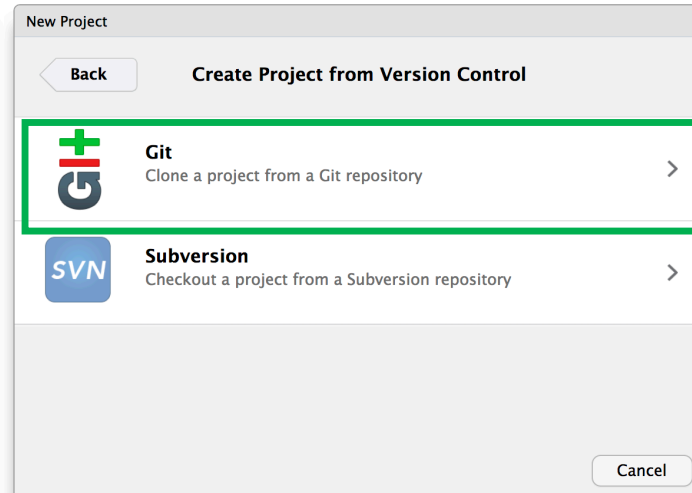 New Project
Back
Create Project from Version Control
git
Git
Clone a project from a Git repository
SVN
Subversion
Checkout a project from a Subversion repository
Cancel